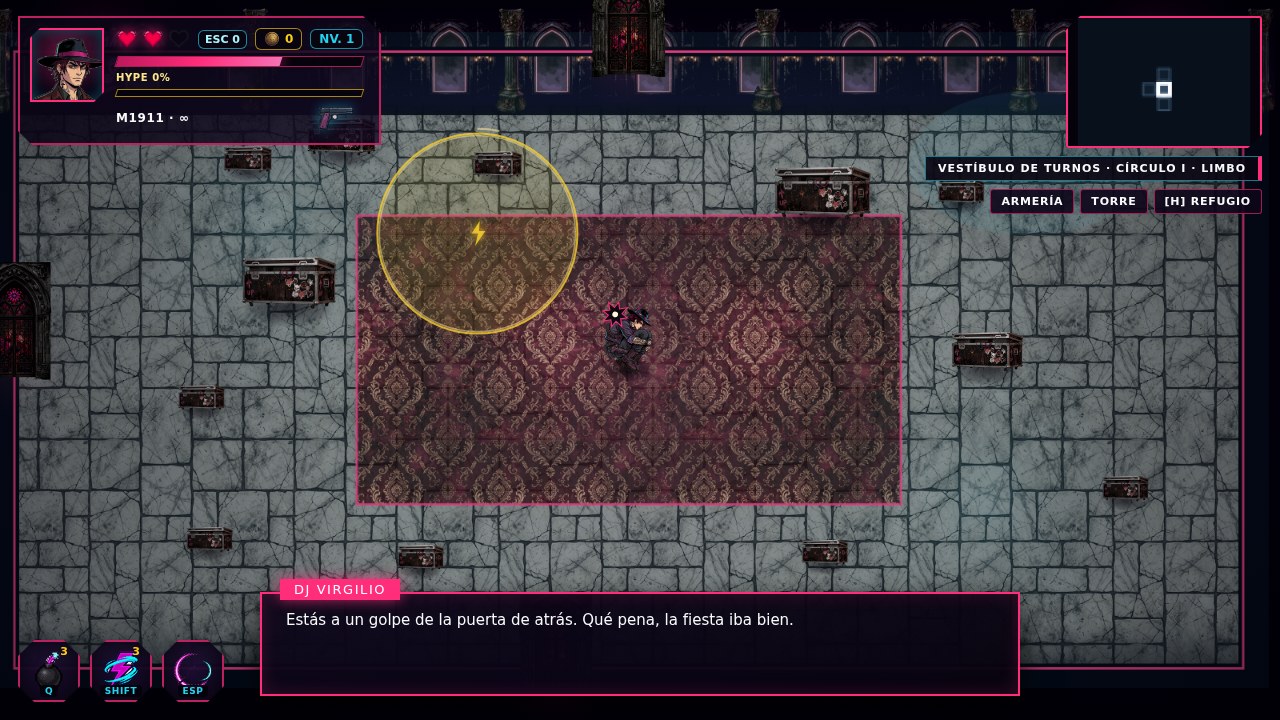 ESC 0
0
NV. 1
HYPE 0%
M1911 · ∞
VESTÍBULO DE TURNOS · CÍRCULO I · LIMBO
ARMERÍA
TORRE
[H] REFUGIO
DJ VIRGILIO
Estás a un golpe de la puerta de atrás. Qué pena, la fiesta iba bien.
3
Q
3
SHIFT
ESP